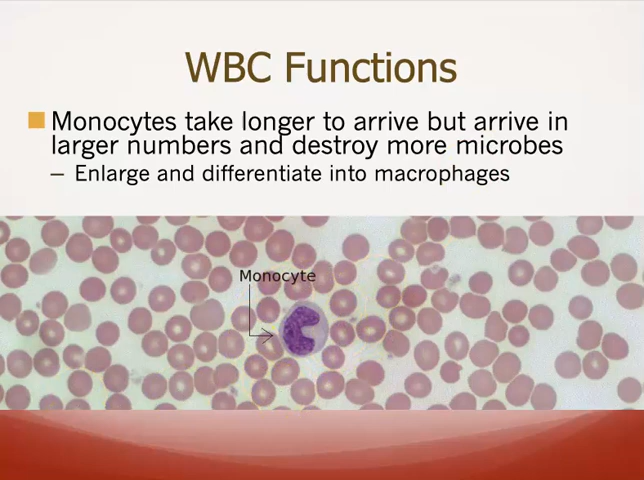 WBC Functions
Monocytes take longer to arrive but arrive in
larger numbers and destroy more microbes
– Enlarge and differentiate into macrophages
Monocyte